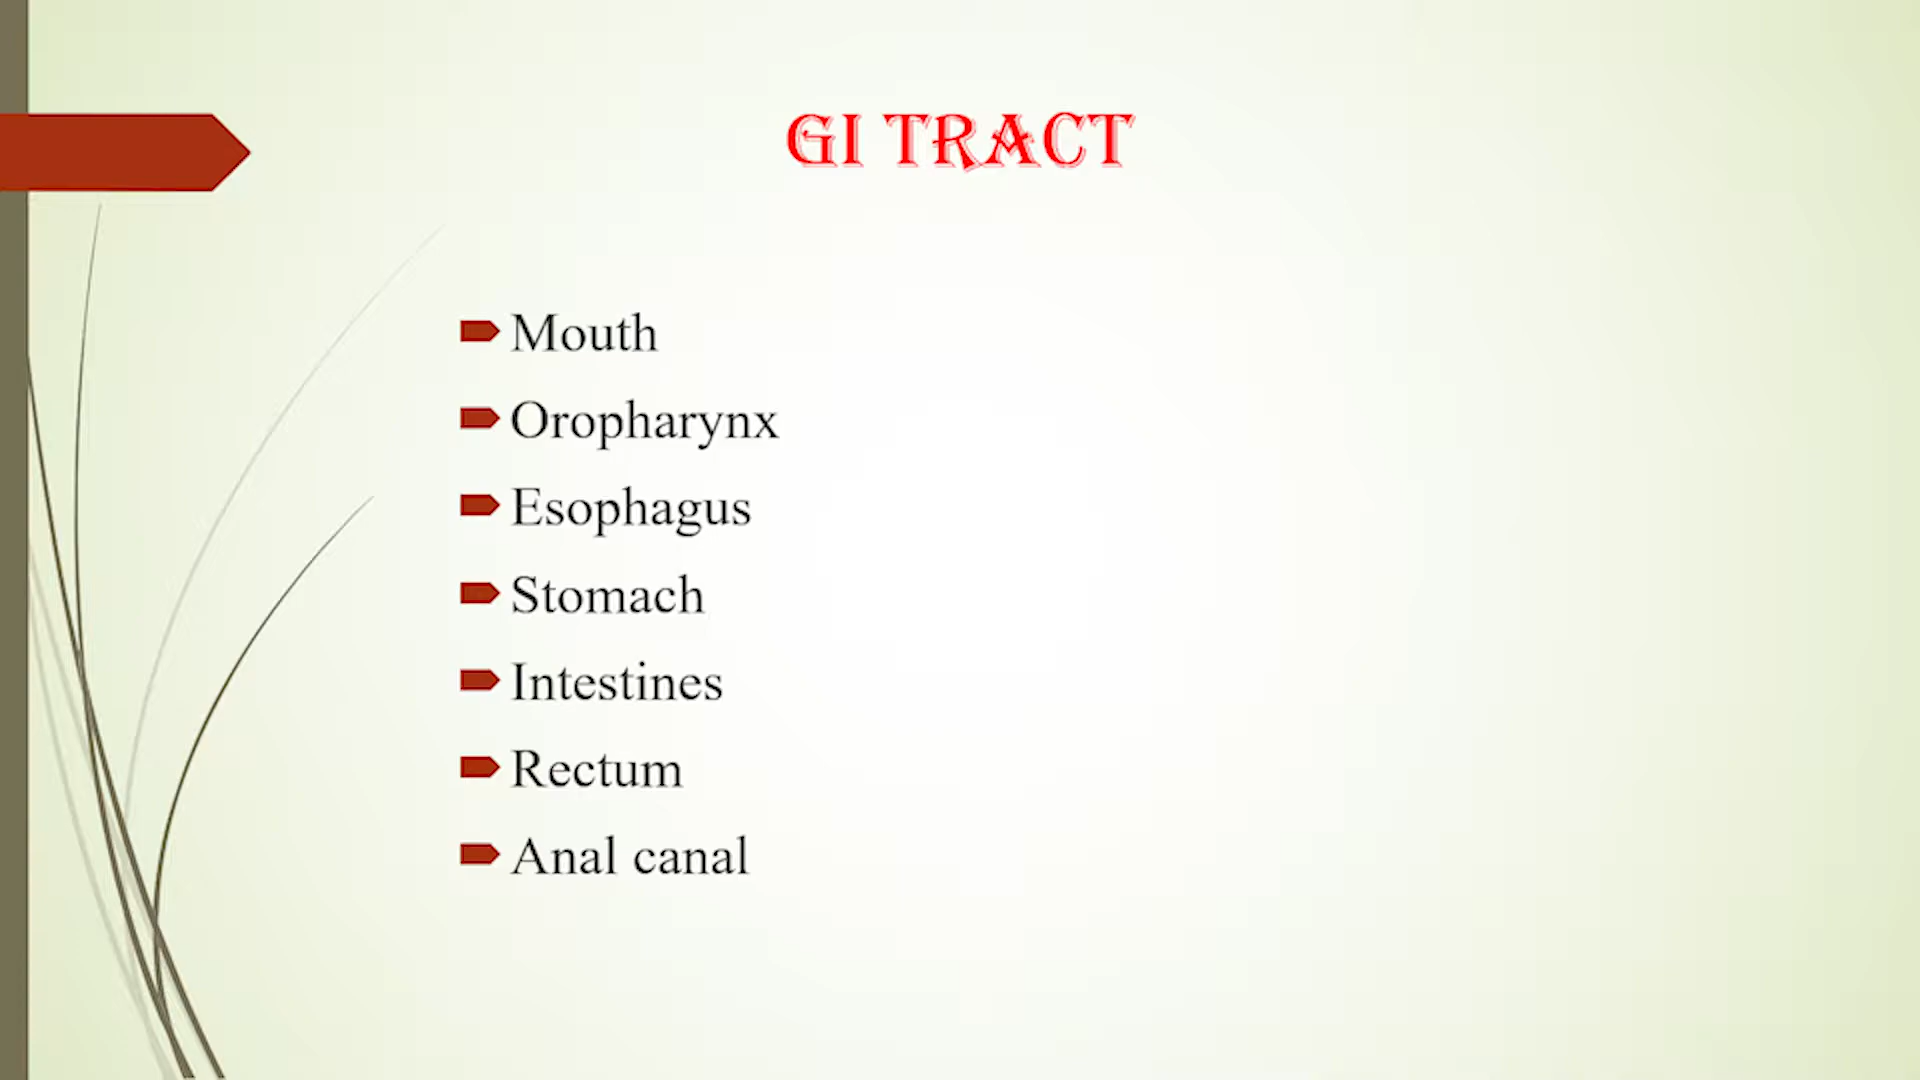 GI TRACT
Mouth
Oropharynx
Esophagus
Stomach
Intestines
Rectum
Anal canal